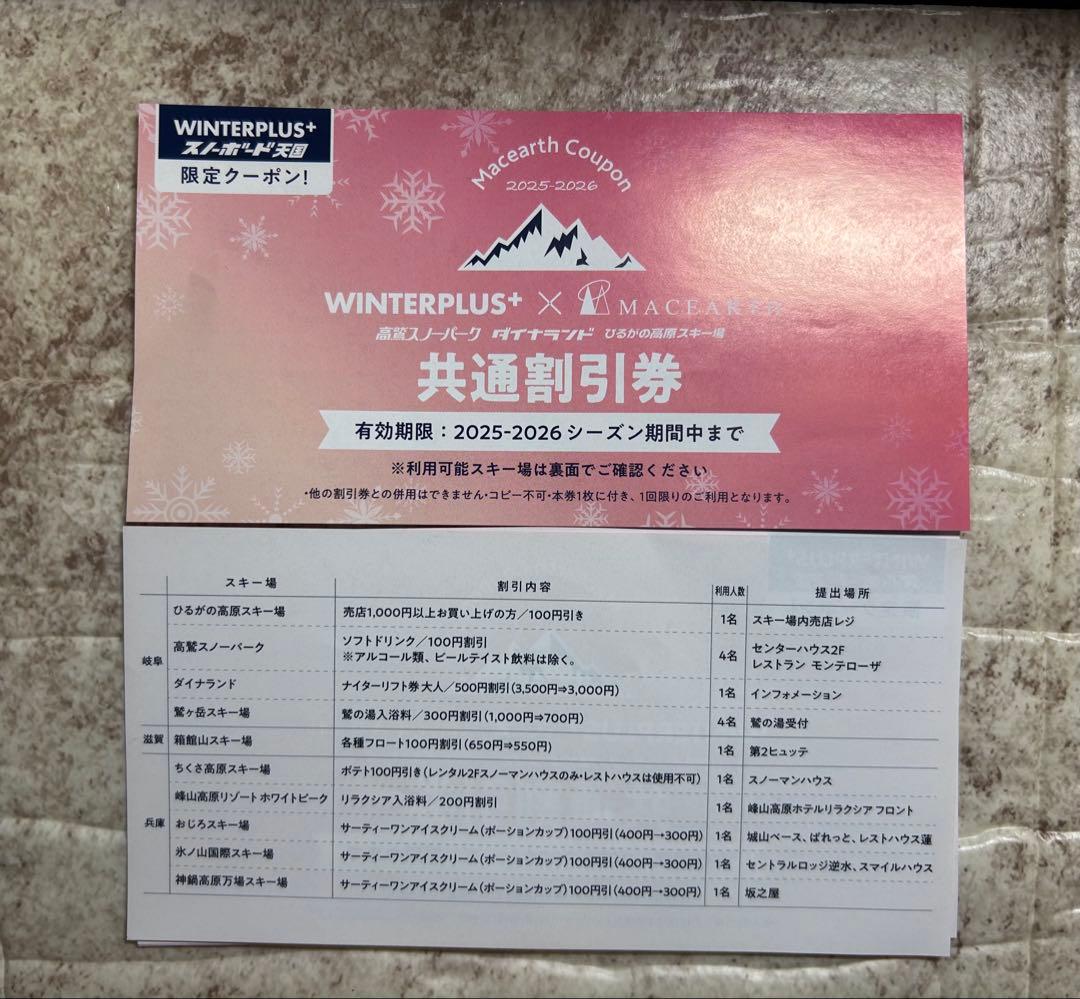 WINTERPLUS+
スノーボード天国
限定クーポン!
Macearth Coupon
2025-2026
WINTERPLUS+ × MACEARTH
高鷲スノーパーク ダイナランド ひるがの高原スキー場
共通割引券
有効期限：2025-2026シーズン期間中まで
※利用可能スキー場は裏面でご確認ください
・他の割引券との併用はできません・コピー不可・本券1枚に付き、1回限りのご利用となります。
スキー場 割引内容 利用人数 提出場所
岐阜
ひるがの高原スキー場 売店1,000円以上お買い上げの方／100円引き 1名 スキー場内売店レジ
高鷲スノーパーク ソフトドリンク／100円割引 4名 センターハウス2F
※アルコール類、ビールテイスト飲料は除く。 レストラン モンテローザ
ダイナランド ナイターリフト券 大人／500円割引（3,500円⇒3,000円） 1名 インフォメーション
鷲ヶ岳スキー場 鷲の湯入浴料／300円割引（1,000円⇒700円） 4名 鷲の湯受付
滋賀 箱館山スキー場 各種フロート100円割引（650円⇒550円） 1名 第2ヒュッテ
兵庫
ちくさ高原スキー場 ポテト100円引き（レンタル2Fスノーマンハウスのみ・レストハウスは使用不可） 1名 スノーマンハウス
峰山高原リゾート ホワイトピーク リラクシア入浴料／200円割引 1名 峰山高原ホテルリラクシア フロント
おじろスキー場 サーティーワンアイスクリーム（ポーションカップ）100円引（400円→300円） 1名 城山ベース、ぱれっと、レストハウス蓮
氷ノ山国際スキー場 サーティーワンアイスクリーム（ポーションカップ）100円引（400円→300円） 1名 セントラルロッジ逆水、スマイルハウス
神鍋高原万場スキー場 サーティーワンアイスクリーム（ポーションカップ）100円引（400円→300円） 1名 坂之屋